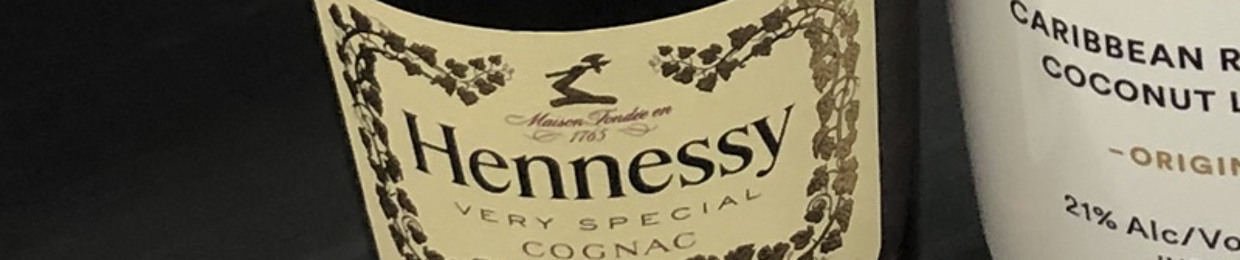 Maison Fondée en
1765
Hennessy
VERY SPECIAL
COGNAC
CARIBBEAN R
COCONUT L
-ORIGIN
21% Alc/Vo